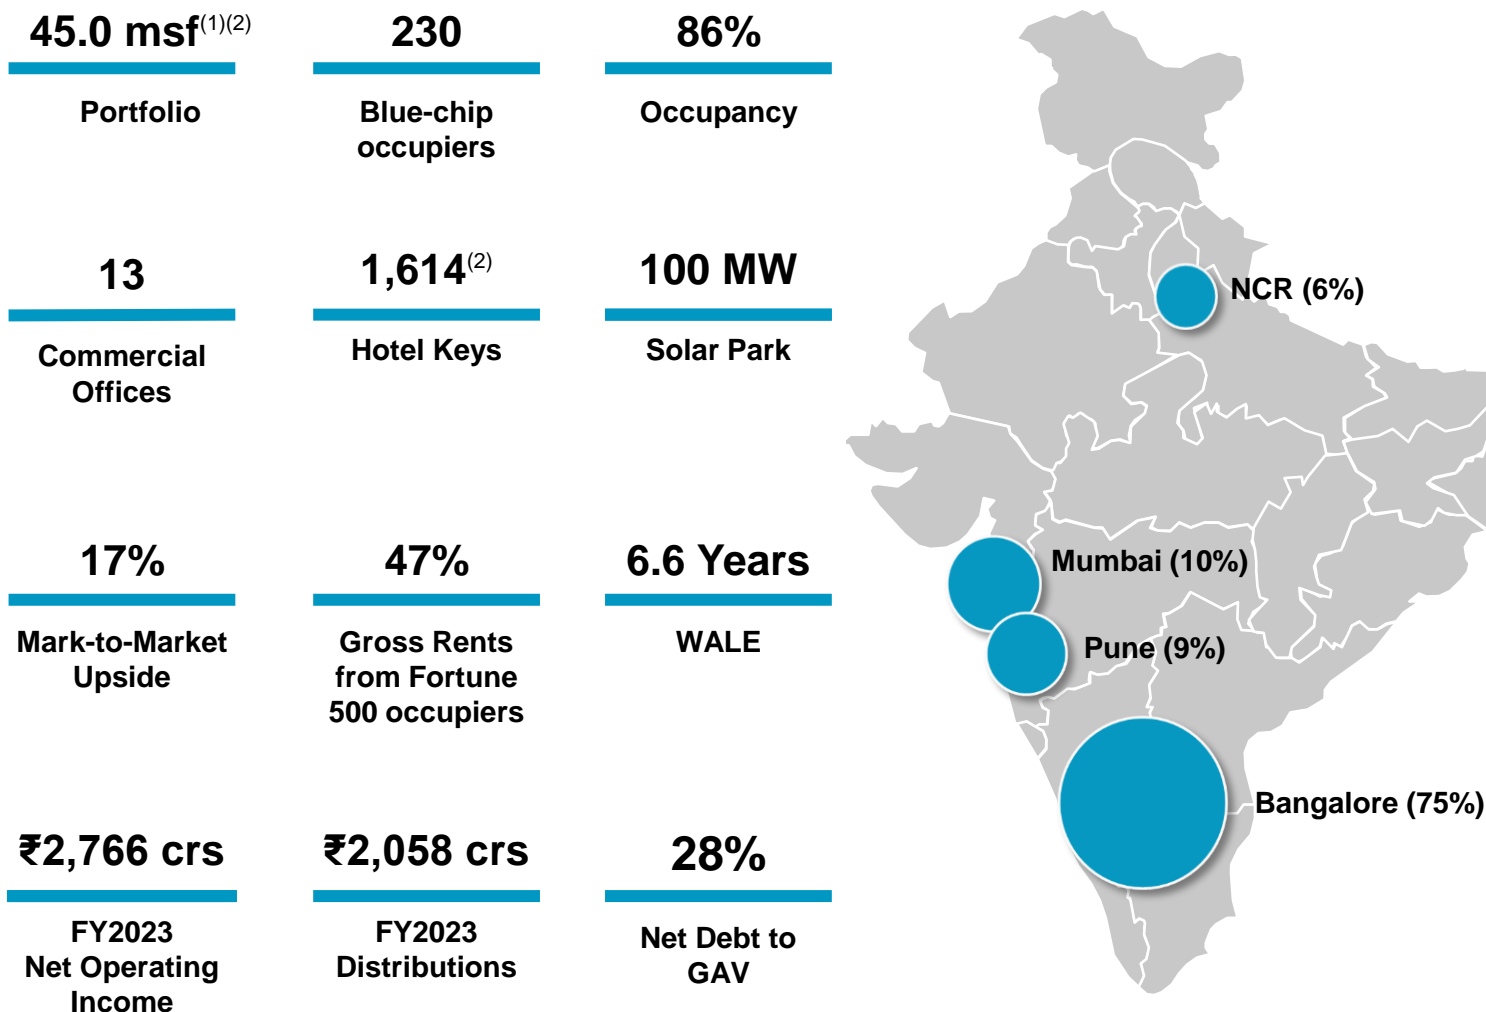 45.0 msf(1)(2)
Portfolio
230
Blue-chip
occupiers
86%
Occupancy
13
Commercial
Offices
1,614(2)
Hotel Keys
100 MW
Solar Park
17%
Mark-to-Market
Upside
47%
Gross Rents
from Fortune
500 occupiers
6.6 Years
WALE
₹2,766 crs
FY2023
Net Operating
Income
₹2,058 crs
FY2023
Distributions
28%
Net Debt to
GAV
NCR (6%)
Mumbai (10%)
Pune (9%)
Bangalore (75%)